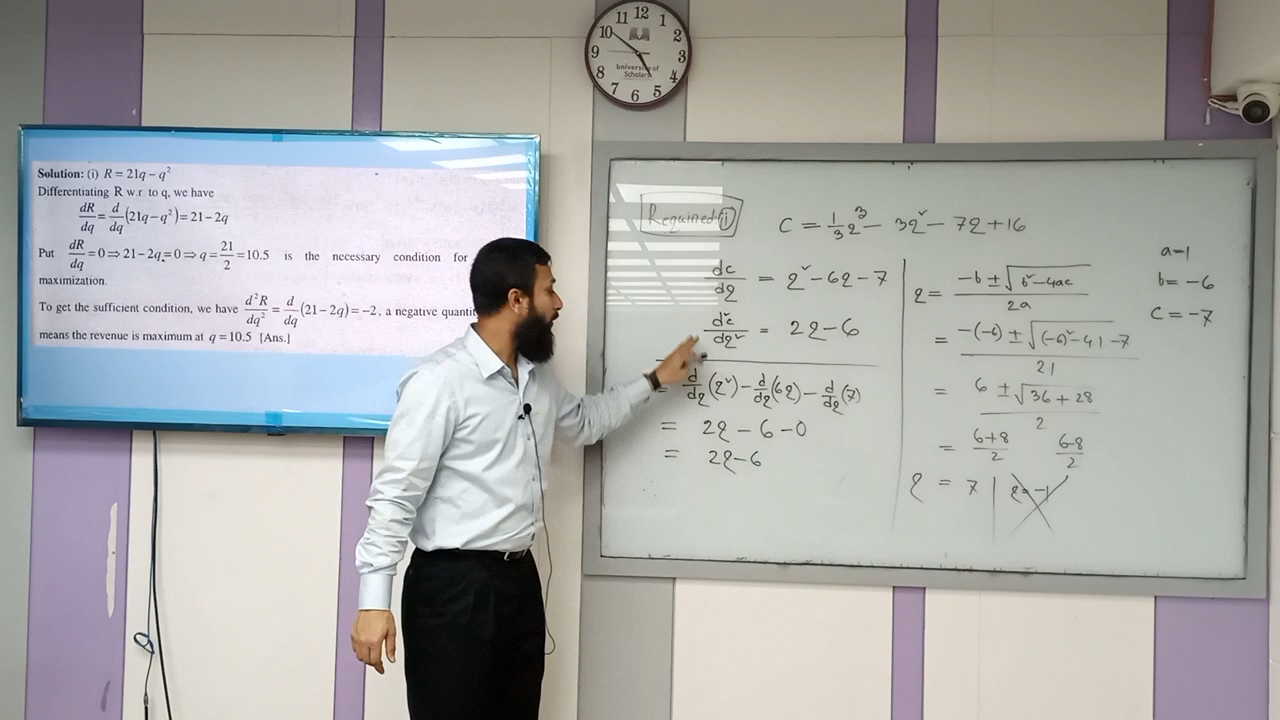 Solution: (i) R = 21q – q²
Differentiating R w.r to q, we have
dR/dq = d/dq (21q – q²) = 21 – 2q
Put dR/dq = 0 ⇒ 21 – 2q = 0 ⇒ q = 21/2 = 10.5 is the necessary condition for
maximization.
To get the sufficient condition, we have d²R/dq² = d/dq (21 – 2q) = –2, a negative
means the revenue is maximum at q = 10.5 [Ans.]
12 1 2 3 4 5 6 7 8 9 10 11
University of
Scholars
Required (ii)
C = 1/3 q³ – 3q² – 7q + 16
dc/dq = q² – 6q – 7
d²c/dq² = 2q – 6
= d/dq (q²) – d/dq (6q) – d/dq (7)
= 2q – 6 – 0
= 2q – 6
q = (–b ± √(b² – 4ac)) / 2a
= (–(–6) ± √((–6)² – 4.1.–7)) / 2.1
= (6 ± √(36 + 28)) / 2
= (6+8)/2 (6-8)/2
q = 7 | q = –1
a = 1
b = –6
C = –7